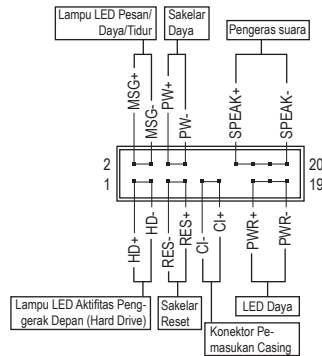 Lampu LED Pesan/
Daya/Tidur
Sakelar
Daya
Pengeras suara
MSG+
MSG-
PW+
PW-
SPEAK+
SPEAK-
2
20
1
19
HD+
HD-
RES-
RES+
CI-
CI+
PWR+
PWR-
Lampu LED Aktifitas Peng-
gerak Depan (Hard Drive)
Sakelar
Reset
LED Daya
Konektor Pe-
masukan Casing